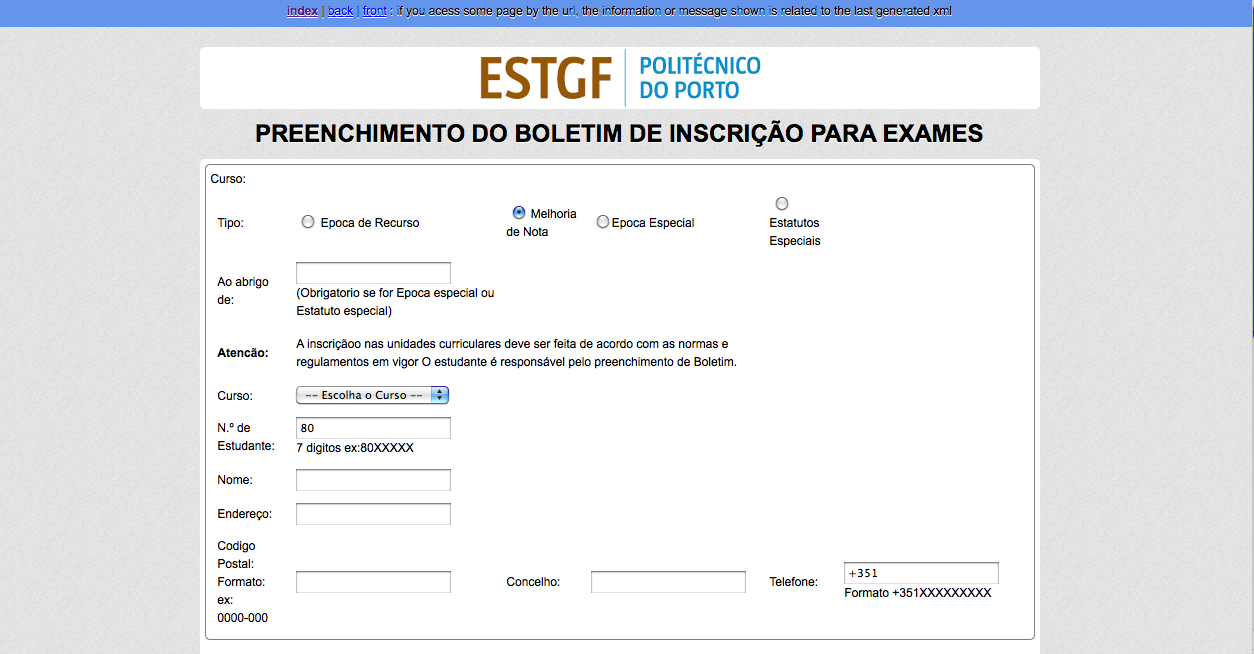 index | back | front : if you acess some page by the url, the information or message shown is related to the last generated xml
ESTGF
POLITÉCNICO
DO PORTO
PREENCHIMENTO DO BOLETIM DE INSCRIÇÃO PARA EXAMES
Curso:
Tipo:
Epoca de Recurso
Melhoria
de Nota
Epoca Especial
Estatutos
Especiais
Ao abrigo
de:
(Obrigatorio se for Epoca especial ou
Estatuto especial)
Atencão:
A inscriçãoo nas unidades curriculares deve ser feita de acordo com as normas e
regulamentos em vigor O estudante é responsável pelo preenchimento de Boletim.
Curso:
-- Escolha o Curso --
N.º de
Estudante:
80
7 digitos ex:80XXXXX
Nome:
Endereço:
Codigo
Postal:
Formato:
ex:
0000-000
Concelho:
Telefone:
+351
Formato +351XXXXXXXXX